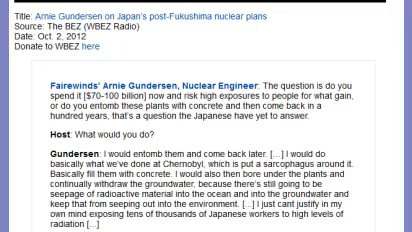 Title: Arnie Gundersen on Japan's post-Fukushima nuclear plans
Source: The BEZ (WBEZ Radio)
Date: Oct. 2, 2012
Donate to WBEZ here
Fairewinds' Arnie Gundersen, Nuclear Engineer: The question is do you
spend it [$70-100 billion] now and risk high exposures to people for what gain,
or do you entomb these plants with concrete and then come back in a
hundred years, that's a question the Japanese have yet to answer.
Host: What would you do?
Gundersen: I would entomb them and come back later. [...] I would do
basically what we've done at Chernobyl, which is put a sarcophagus around it.
Basically fill them with concrete. I would also then bore under the plants and
continually withdraw the groundwater, because there's still going to be
seepage of radioactive material into the ocean and into the groundwater and
keep that from seeping out into the environment. [...] I just cant justify in my
own mind exposing tens of thousands of Japanese workers to high levels of
radiation [...]